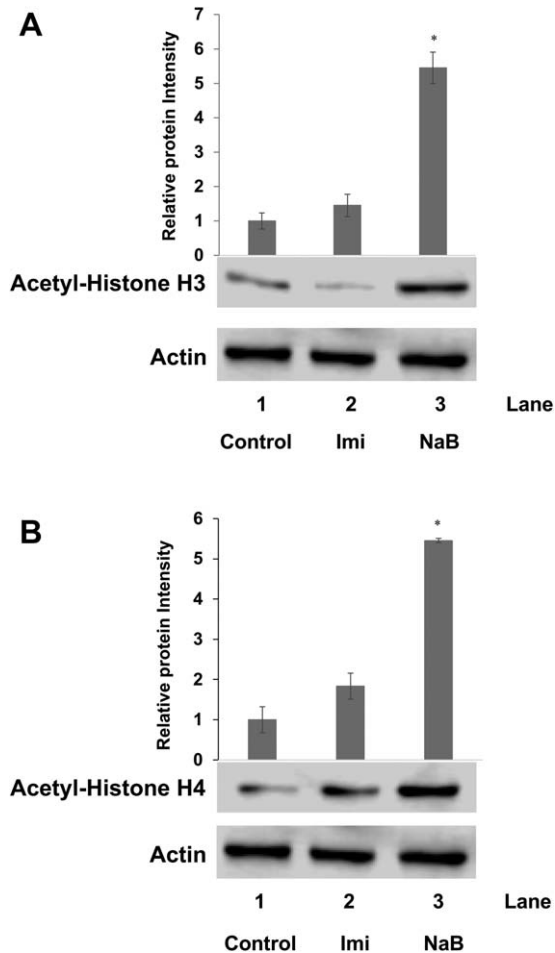 A
Relative protein Intensity
7
6
5
4
3
2
1
0
*
Acetyl-Histone H3
Actin
1 2 3 Lane
Control Imi NaB
B
Relative protein Intensity
6
5
4
3
2
1
0
*
Acetyl-Histone H4
Actin
1 2 3 Lane
Control Imi NaB